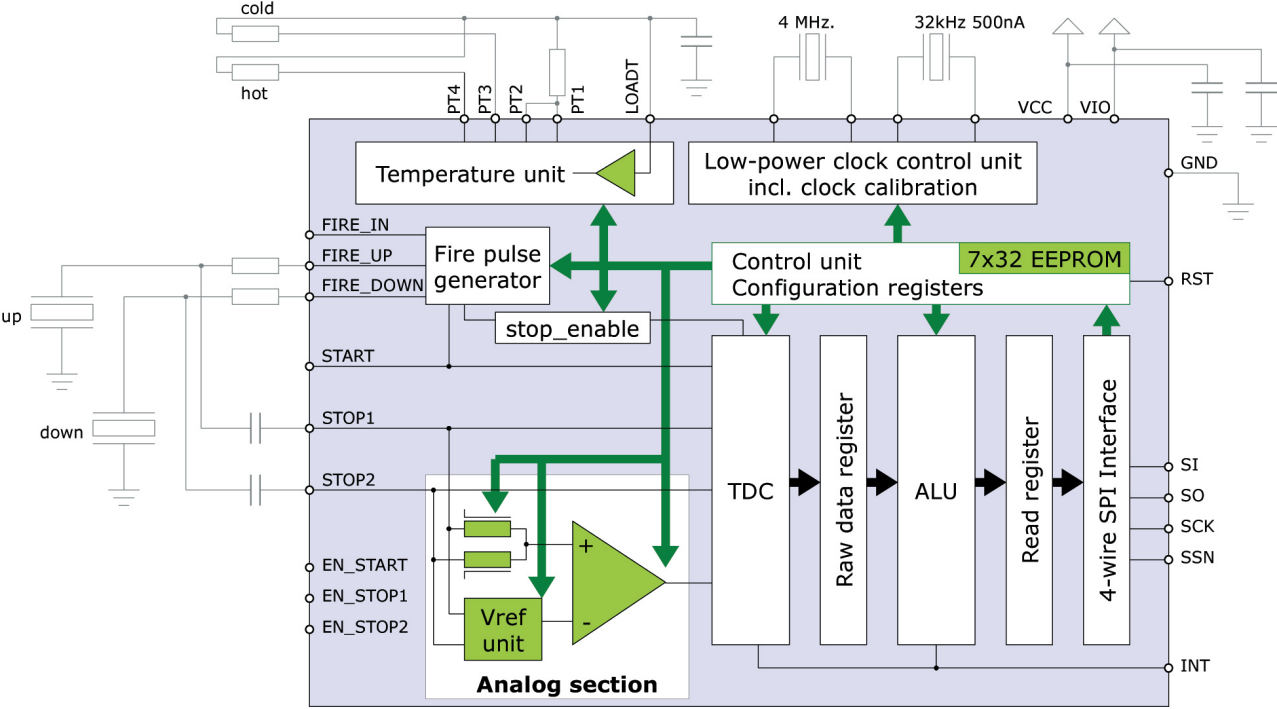 cold
hot
4 MHz.
32kHz 500nA
PT4
PT3
PT2
PT1
LOADT
VCC
VIO
GND
Temperature unit
Low-power clock control unit
incl. clock calibration
FIRE_IN
FIRE_UP
FIRE_DOWN
Fire pulse
generator
Control unit
Configuration registers
7x32 EEPROM
RST
up
stop_enable
START
down
STOP1
STOP2
EN_START
EN_STOP1
EN_STOP2
+
-
Vref
unit
Analog section
TDC
Raw data register
ALU
Read register
4-wire SPI Interface
SI
SO
SCK
SSN
INT